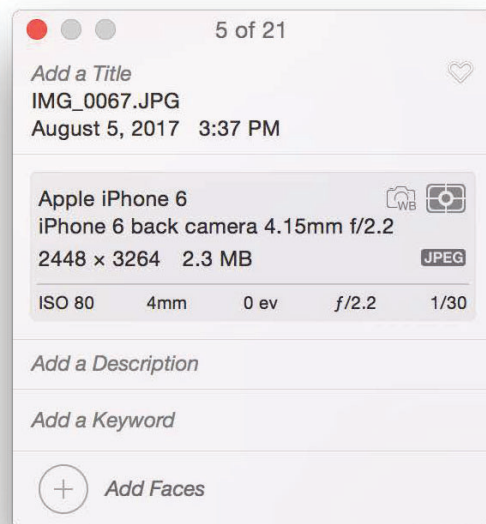 5 of 21
Add a Title
IMG_0067.JPG
August 5, 2017 3:37 PM
Apple iPhone 6
WB
iPhone 6 back camera 4.15mm f/2.2
2448 × 3264 2.3 MB
JPEG
ISO 80 4mm 0 ev ƒ/2.2 1/30
Add a Description
Add a Keyword
Add Faces